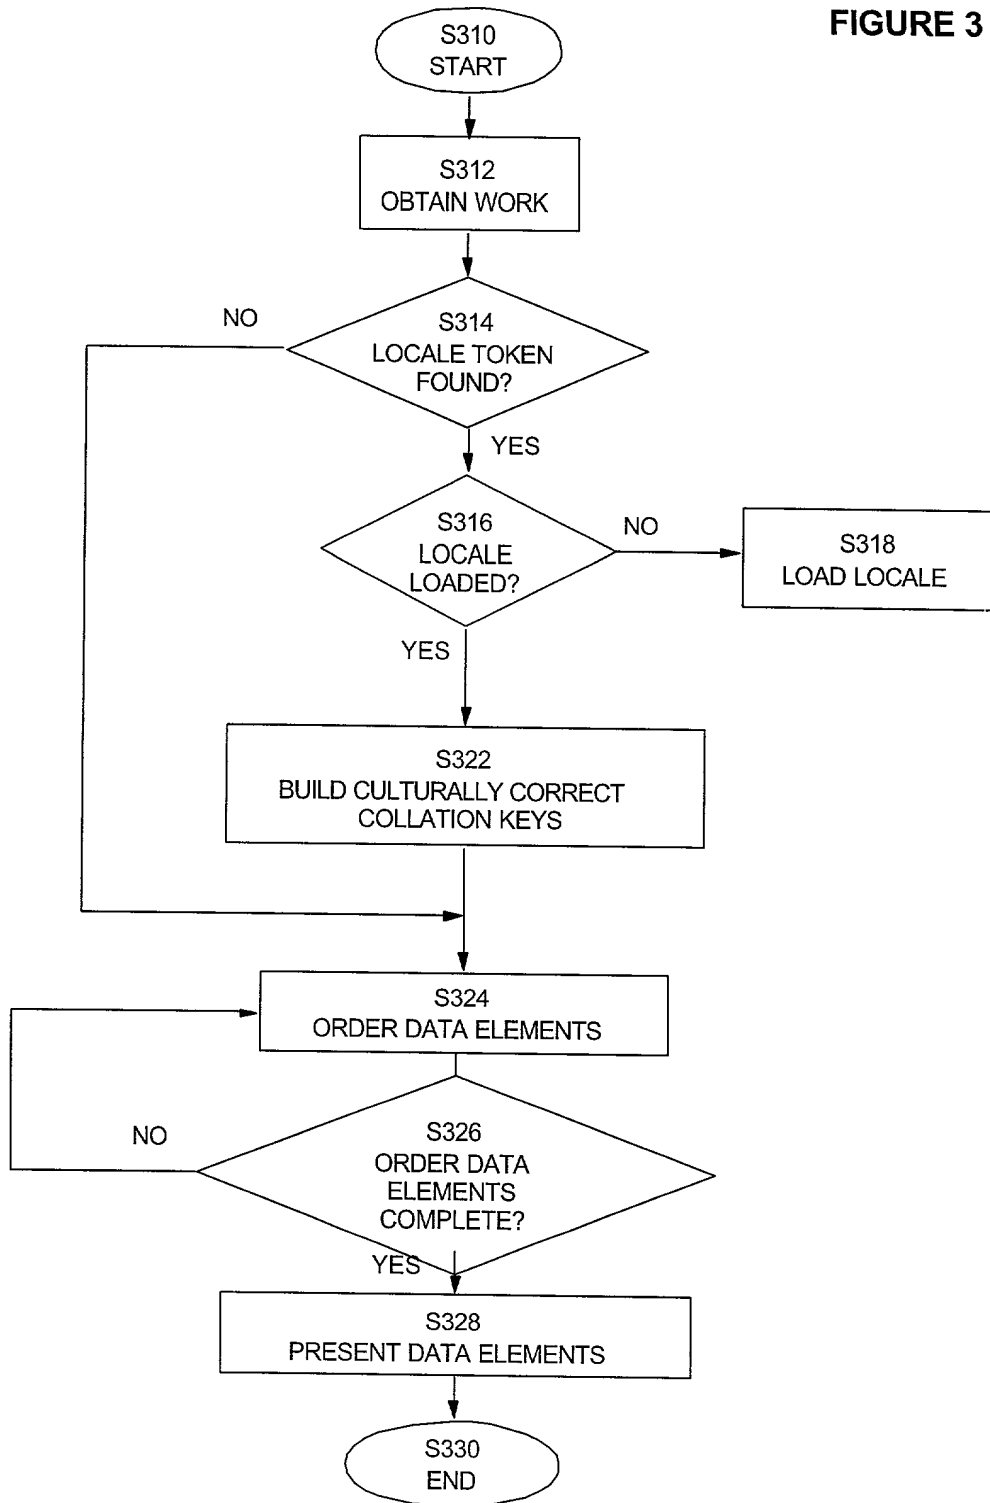 FIGURE 3
S310
START
S312
OBTAIN WORK
NO
S314
LOCALE TOKEN
FOUND?
YES
S316
LOCALE
LOADED?
NO
S318
LOAD LOCALE
YES
S322
BUILD CULTURALLY CORRECT
COLLATION KEYS
S324
ORDER DATA ELEMENTS
NO
S326
ORDER DATA
ELEMENTS
COMPLETE?
YES
S328
PRESENT DATA ELEMENTS
S330
END